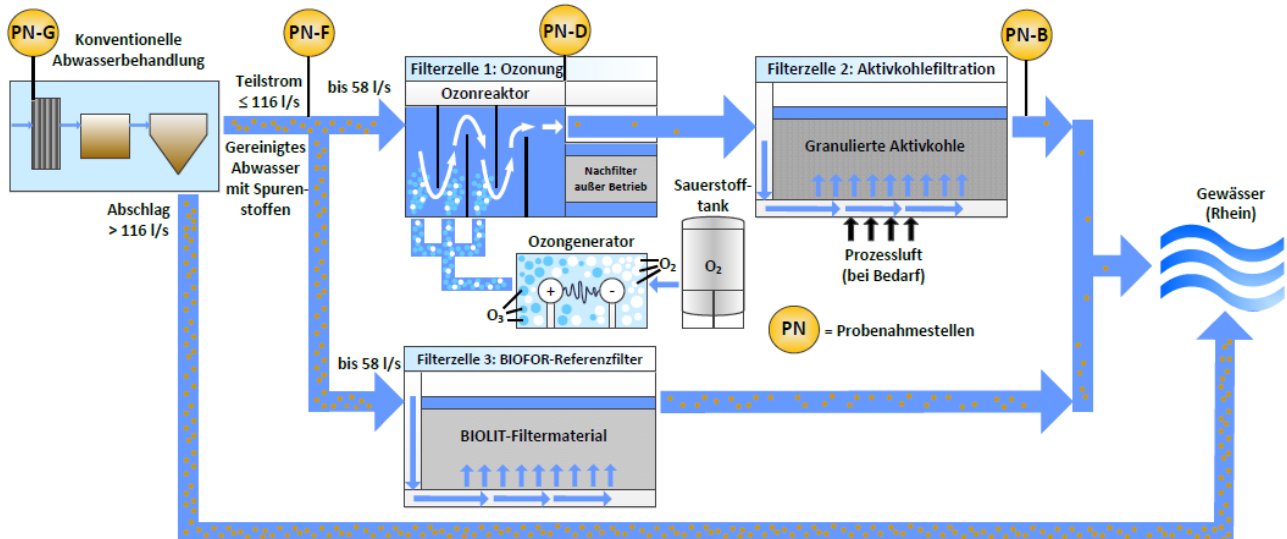 PN-G
Konventionelle
Abwasserbehandlung
PN-F
Teilstrom
≤ 116 l/s
Gereinigtes
Abwasser
mit Spuren-
stoffen
Abschlag
> 116 l/s
bis 58 l/s
PN-D
Filterzelle 1: Ozonung
Ozonreaktor
Nachfilter
außer Betrieb
Ozongenerator
O₂
O₃
+
-
Sauerstoff-
tank
O₂
Filterzelle 2: Aktivkohlefiltration
Granulierte Aktivkohle
Prozessluft
(bei Bedarf)
PN-B
Gewässer
(Rhein)
PN = Probenahmestellen
bis 58 l/s
Filterzelle 3: BIOFOR-Referenzfilter
BIOLIT-Filtermaterial